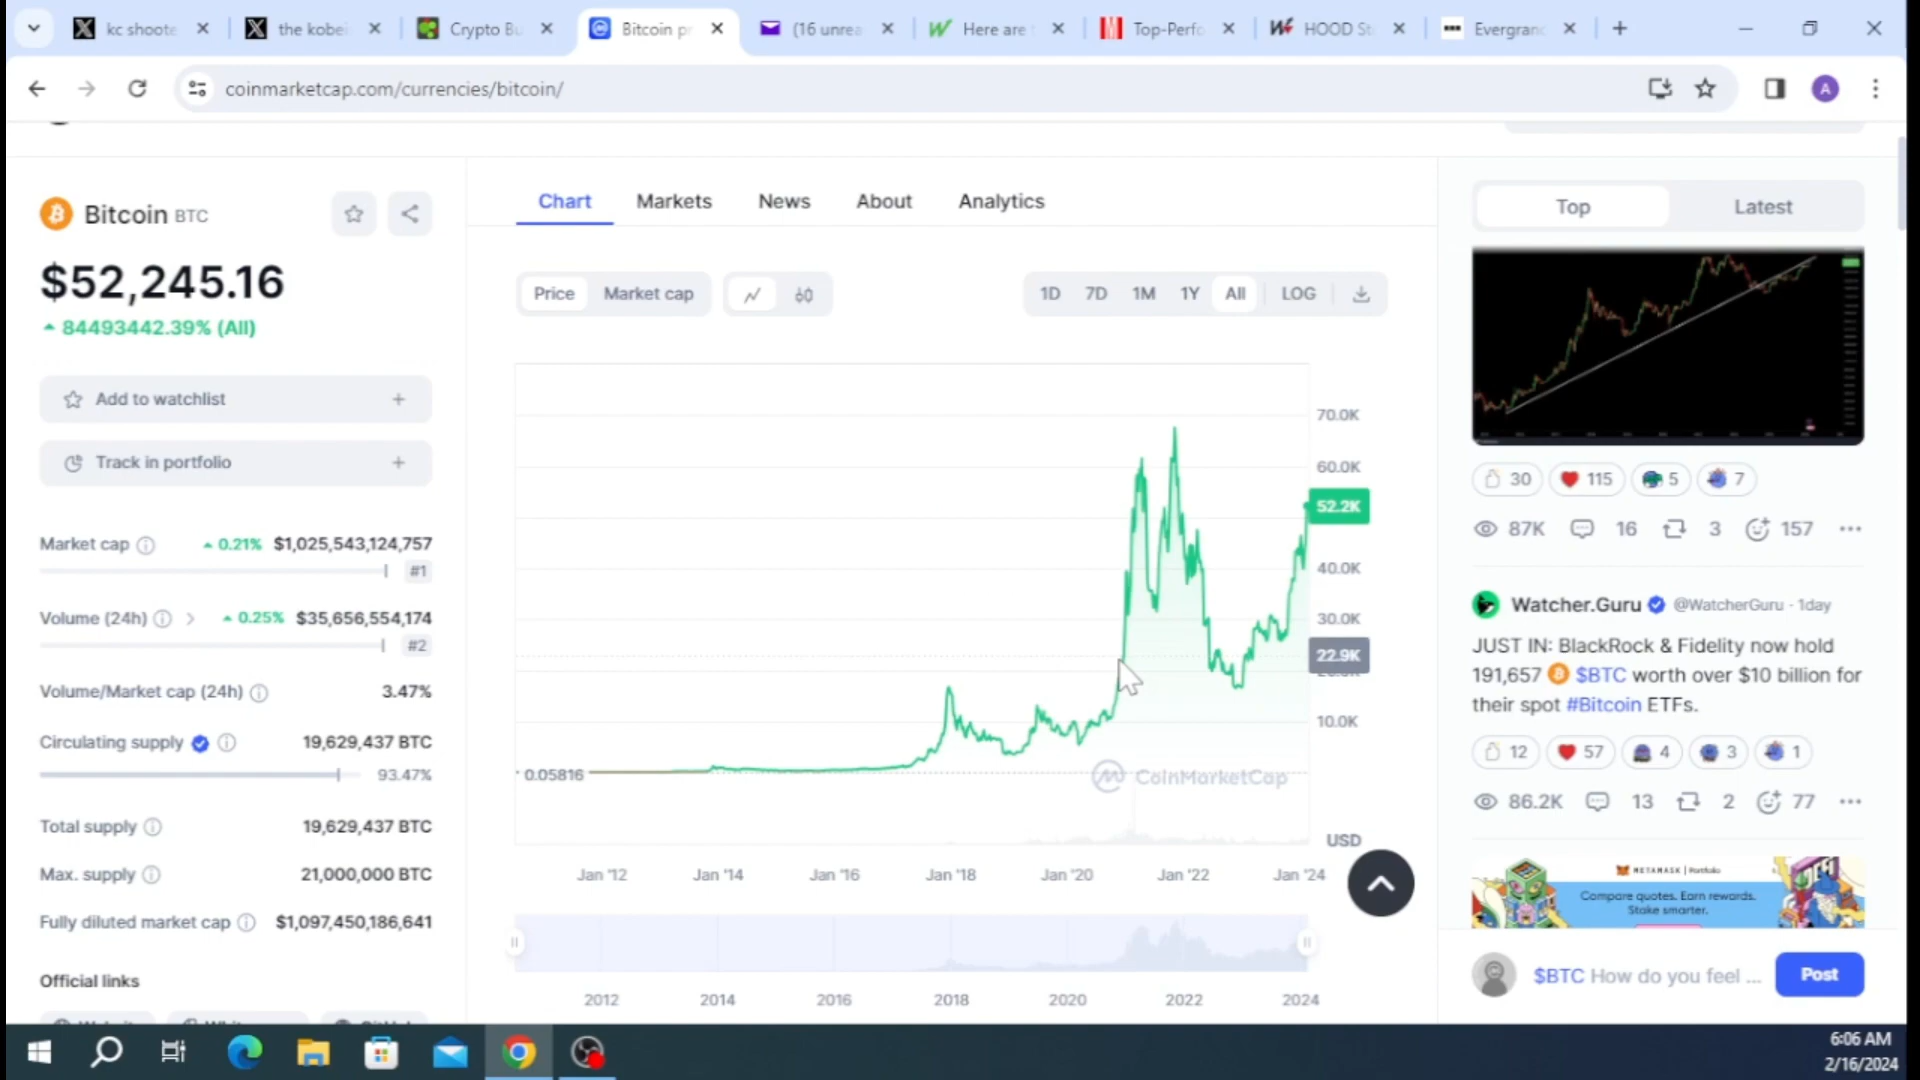 kc shoote
the kobei
Crypto Bu
Bitcoin pr
(16 unrea
Here are
Top-Perfo
HOOD St
Evergran
coinmarketcap.com/currencies/bitcoin/
A
Bitcoin BTC
$52,245.16
84493442.39% (All)
Add to watchlist
Track in portfolio
Market cap 0.21% $1,025,543,124,757
#1
Volume (24h) 0.25% $35,656,554,174
#2
Volume/Market cap (24h) 3.47%
Circulating supply 19,629,437 BTC
93.47%
Total supply 19,629,437 BTC
Max. supply 21,000,000 BTC
Fully diluted market cap $1,097,450,186,641
Official links
Chart Markets News About Analytics
Price Market cap 1D 7D 1M 1Y All LOG
70.0K
60.0K
52.2K
40.0K
30.0K
22.9K
10.0K
0.05816
CoinMarketCap
USD
Jan '12 Jan '14 Jan '16 Jan '18 Jan '20 Jan '22 Jan '24
2012 2014 2016 2018 2020 2022 2024
Top Latest
30 115 5 7
87K 16 3 157
Watcher.Guru @WatcherGuru · 1day
JUST IN: BlackRock & Fidelity now hold
191,657 $BTC worth over $10 billion for
their spot #Bitcoin ETFs.
12 57 4 3 1
86.2K 13 2 77
METAMASK | Portfolio
Compare quotes. Earn rewards.
Stake smarter.
$BTC How do you feel ...
Post
6:06 AM
2/16/2024